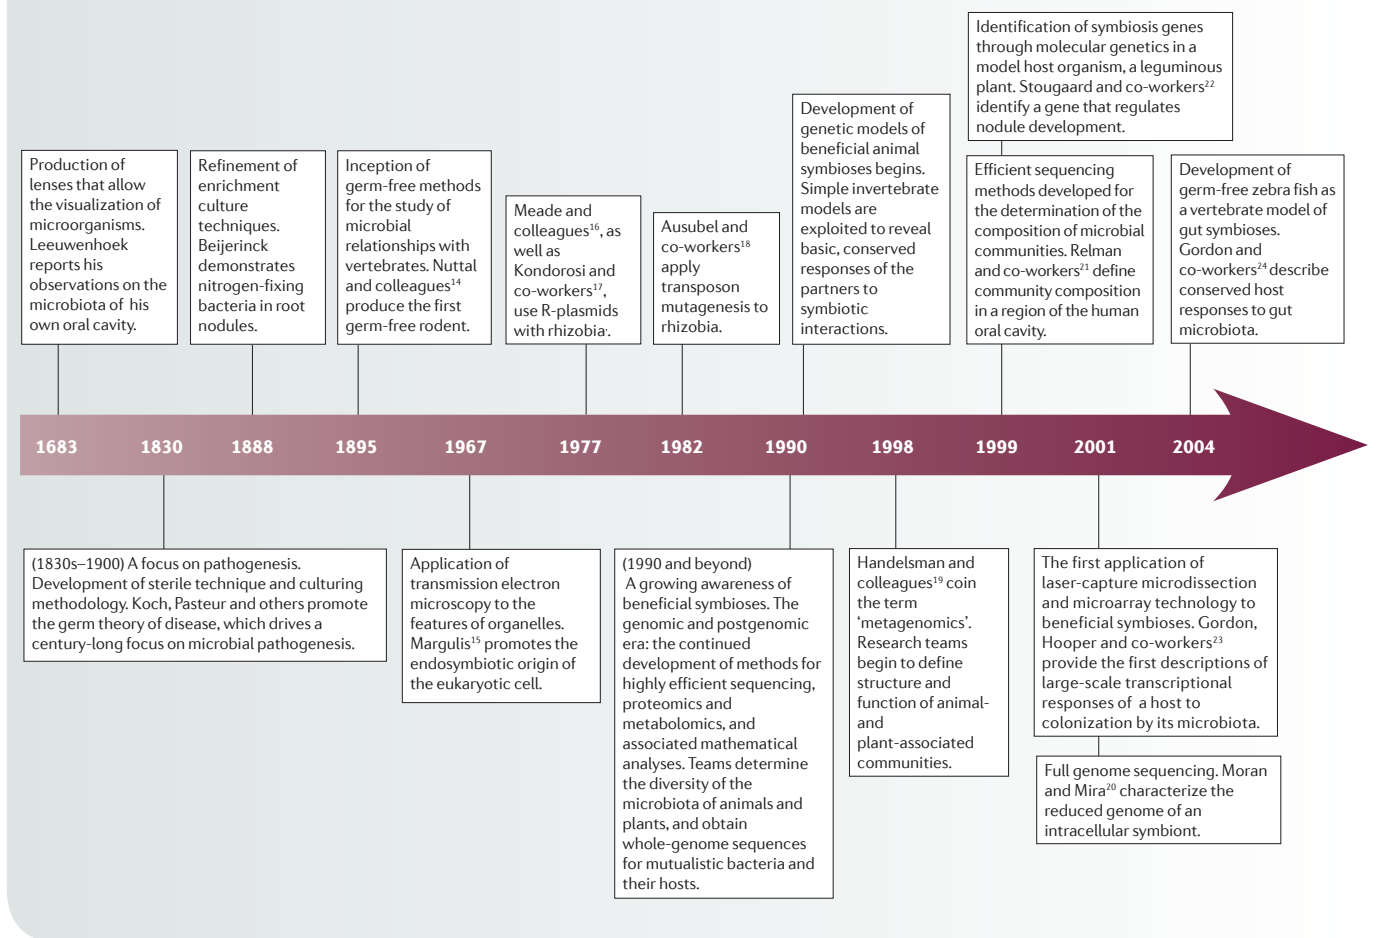 Identification of symbiosis genes
through molecular genetics in a
model host organism, a leguminous
plant. Stougaard and co-workers22
identify a gene that regulates
nodule development.
Production of
lenses that allow
the visualization of
microorganisms.
Leeuwenhoek
reports his
observations on the
microbiota of his
own oral cavity.
Refinement of
enrichment
culture
techniques.
Beijerinck
demonstrates
nitrogen-fixing
bacteria in root
nodules.
Inception of
germ-free methods
for the study of
microbial
relationships with
vertebrates. Nuttal
and colleagues14
produce the first
germ-free rodent.
Meade and
colleagues16, as
well as
Kondorosi and
co-workers17,
use R-plasmids
with rhizobia.
Ausubel and
co-workers18
apply
transposon
mutagenesis to
rhizobia.
Development of
genetic models of
beneficial animal
symbioses begins.
Simple invertebrate
models are
exploited to reveal
basic, conserved
responses of the
partners to
symbiotic
interactions.
Efficient sequencing
methods developed for
the determination of the
composition of microbial
communities. Relman
and co-workers21 define
community composition
in a region of the human
oral cavity.
Development of
germ-free zebra fish as
a vertebrate model of
gut symbioses.
Gordon and
co-workers24 describe
conserved host
responses to gut
microbiota.
1683 1830 1888 1895 1967 1977 1982 1990 1998 1999 2001 2004
(1830s–1900) A focus on pathogenesis.
Development of sterile technique and culturing
methodology. Koch, Pasteur and others promote
the germ theory of disease, which drives a
century-long focus on microbial pathogenesis.
Application of
transmission electron
microscopy to the
features of organelles.
Margulis15 promotes the
endosymbiotic origin of
the eukaryotic cell.
(1990 and beyond)
A growing awareness of
beneficial symbioses. The
genomic and postgenomic
era: the continued
development of methods for
highly efficient sequencing,
proteomics and
metabolomics, and
associated mathematical
analyses. Teams determine
the diversity of the
microbiota of animals and
plants, and obtain
whole-genome sequences
for mutualistic bacteria and
their hosts.
Handelsman and
colleagues19 coin
the term
‘metagenomics’.
Research teams
begin to define
structure and
function of animal-
and
plant-associated
communities.
The first application of
laser-capture microdissection
and microarray technology to
beneficial symbioses. Gordon,
Hooper and co-workers23
provide the first descriptions of
large-scale transcriptional
responses of a host to
colonization by its microbiota.
Full genome sequencing. Moran
and Mira20 characterize the
reduced genome of an
intracellular symbiont.